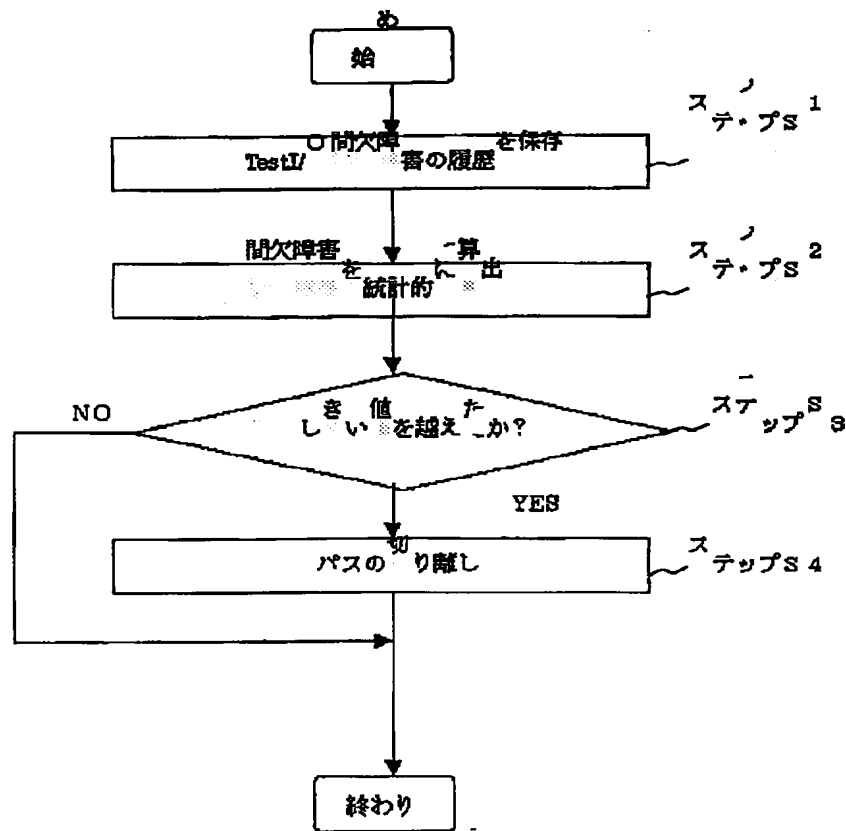 始め
ステップS1
TestI/O間欠障害の履歴を保存
ステップS2
間欠障害を統計的に算出
ステップS3
NO
しきい値を越えたか?
YES
ステップS4
パスの切り離し
終わり